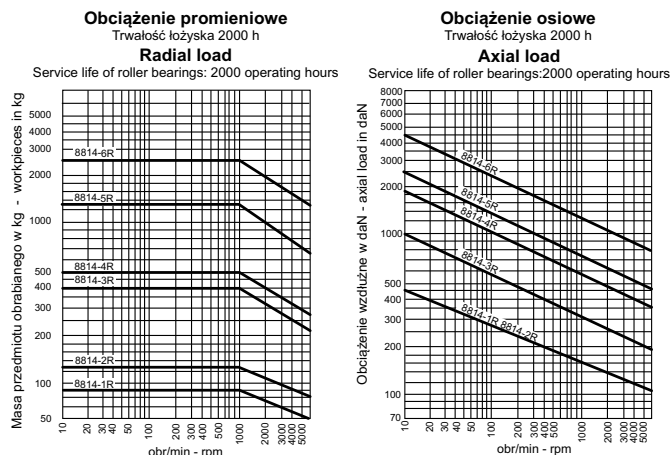 Obciążenie promieniowe
Trwałość łożyska 2000 h
Radial load
Service life of roller bearings: 2000 operating hours
Masa przedmiotu obrabianego w kg - workpieces in kg
5000
4000
3000
2000
1000
500
400
300
200
100
50
8814-6R
8814-5R
8814-4R
8814-3R
8814-2R
8814-1R
10 20 30 40 50 100 200 300 400 500 1000 2000 3000 4000 5000
obr/min - rpm
Obciążenie osiowe
Trwałość łożyska 2000 h
Axial load
Service life of roller bearings:2000 operating hours
Obciążenie wzdłużne w daN - axial load in daN
8000
7000
5000
4000
3000
2000
1000
500
400
300
200
100
70
8814-6R
8814-5R
8814-4R
8814-3R
8814-1R 8814-2R
10 20 30 40 50 100 200 300 400 500 1000 2000 3000 4000 5000
obr/min - rpm